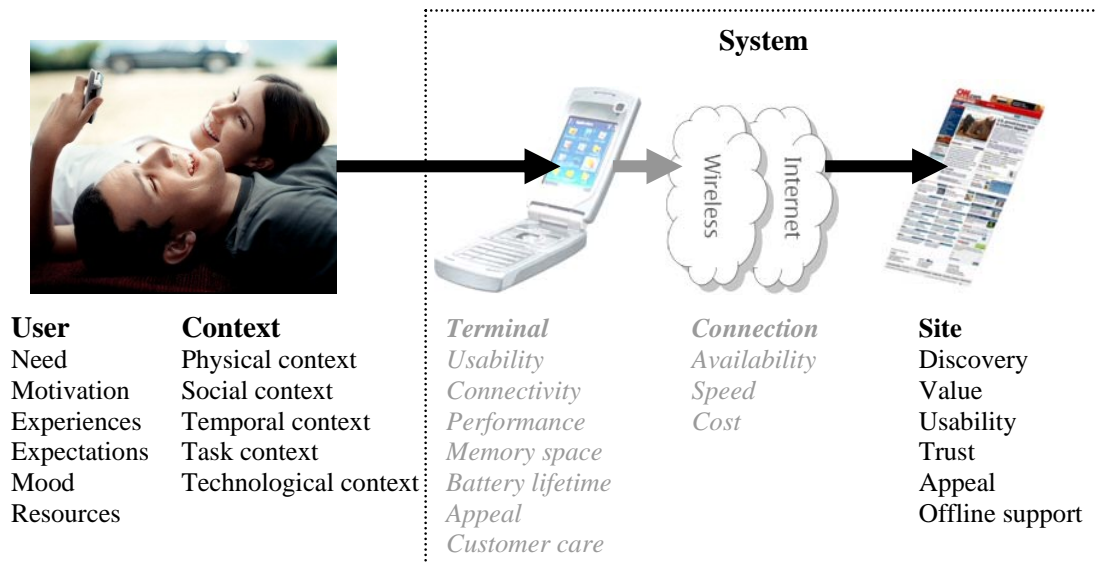 System
Wireless
Internet
CNN
User
Need
Motivation
Experiences
Expectations
Mood
Resources
Context
Physical context
Social context
Temporal context
Task context
Technological context
Terminal
Usability
Connectivity
Performance
Memory space
Battery lifetime
Appeal
Customer care
Connection
Availability
Speed
Cost
Site
Discovery
Value
Usability
Trust
Appeal
Offline support